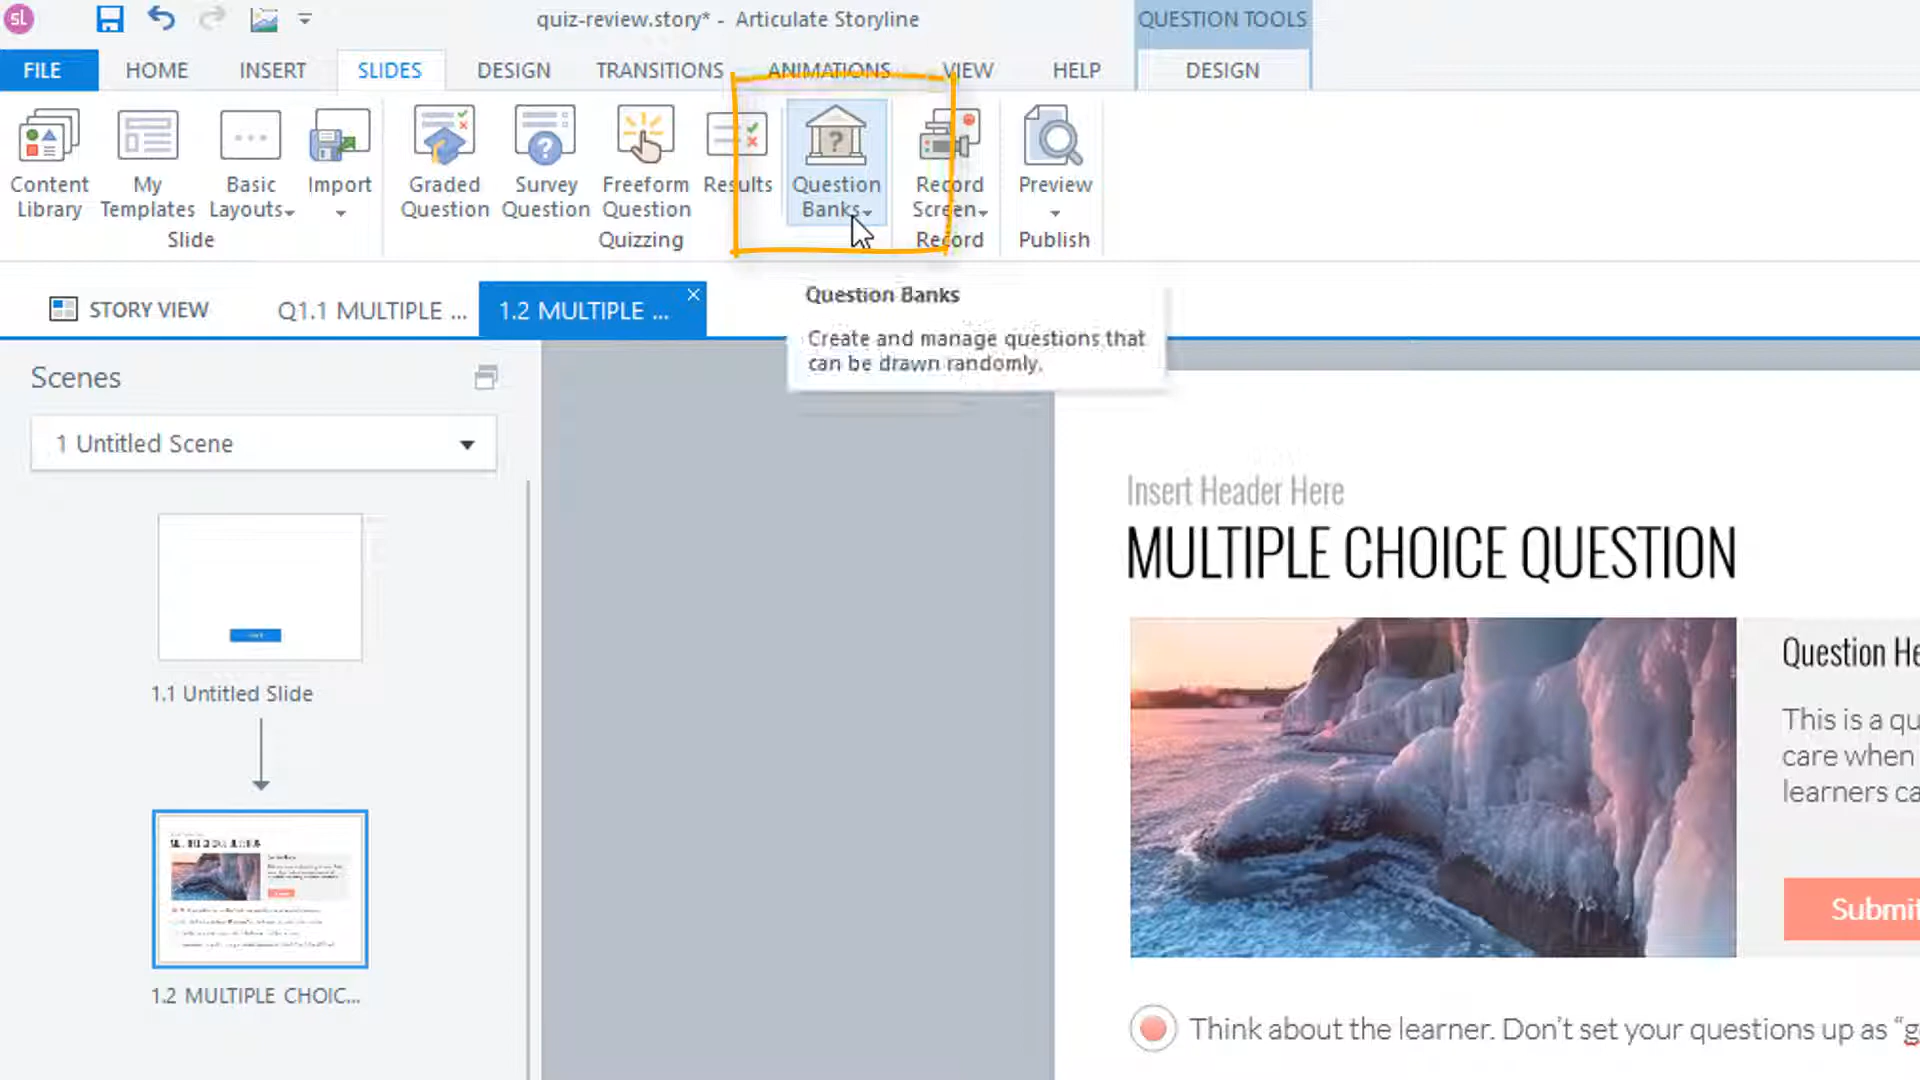 sL
quiz-review.story* - Articulate Storyline
QUESTION TOOLS
FILE
HOME
INSERT
SLIDES
DESIGN
TRANSITIONS
ANIMATIONS
VIEW
HELP
DESIGN
Content
Library
My
Templates
Basic
Layouts
Import
Slide
Graded
Question
Survey
Question
Freeform
Question
Results
Quizzing
Question
Banks
Record
Screen
Record
Preview
Publish
STORY VIEW
Q1.1 MULTIPLE ...
1.2 MULTIPLE ...
Question Banks
Create and manage questions that
can be drawn randomly.
Scenes
1 Untitled Scene
1.1 Untitled Slide
1.2 MULTIPLE CHOIC...
Insert Header Here
MULTIPLE CHOICE QUESTION
Question He
This is a qu
care when
learners ca
Submit
Think about the learner. Don't set your questions up as “g